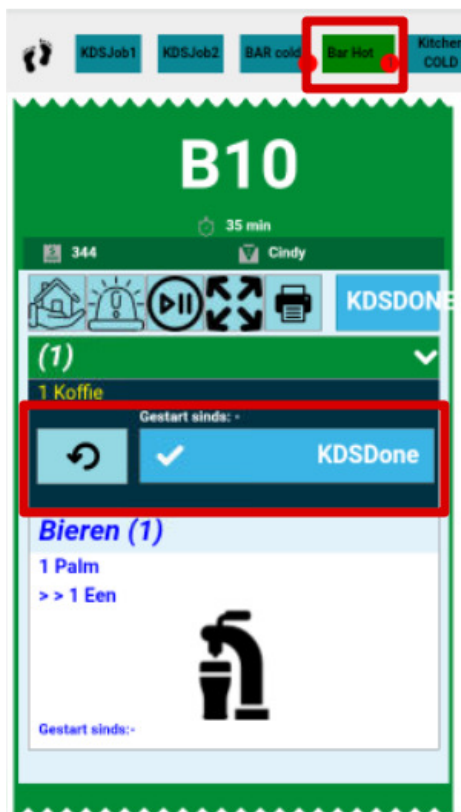 KDSJob1 KDSJob2 BAR cold Bar Hot 1 Kitchen
COLD
B10
35 min
344 Cindy
KDSDONE
(1)
1 Koffie
Gestart sinds: -
KDSDone
Bieren (1)
1 Palm
> > 1 Een
Gestart sinds:-